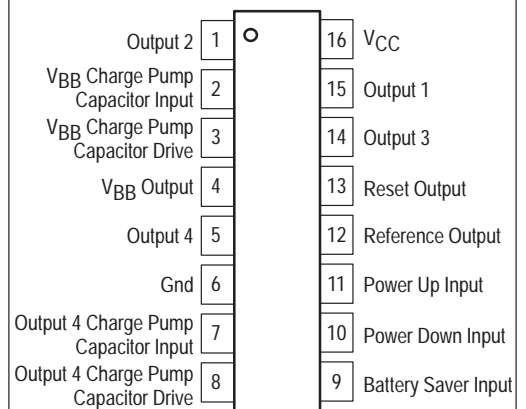 Output 2 1
VBB Charge Pump
Capacitor Input 2
VBB Charge Pump
Capacitor Drive 3
VBB Output 4
Output 4 5
Gnd 6
Output 4 Charge Pump
Capacitor Input 7
Output 4 Charge Pump
Capacitor Drive 8
16 VCC
15 Output 1
14 Output 3
13 Reset Output
12 Reference Output
11 Power Up Input
10 Power Down Input
9 Battery Saver Input